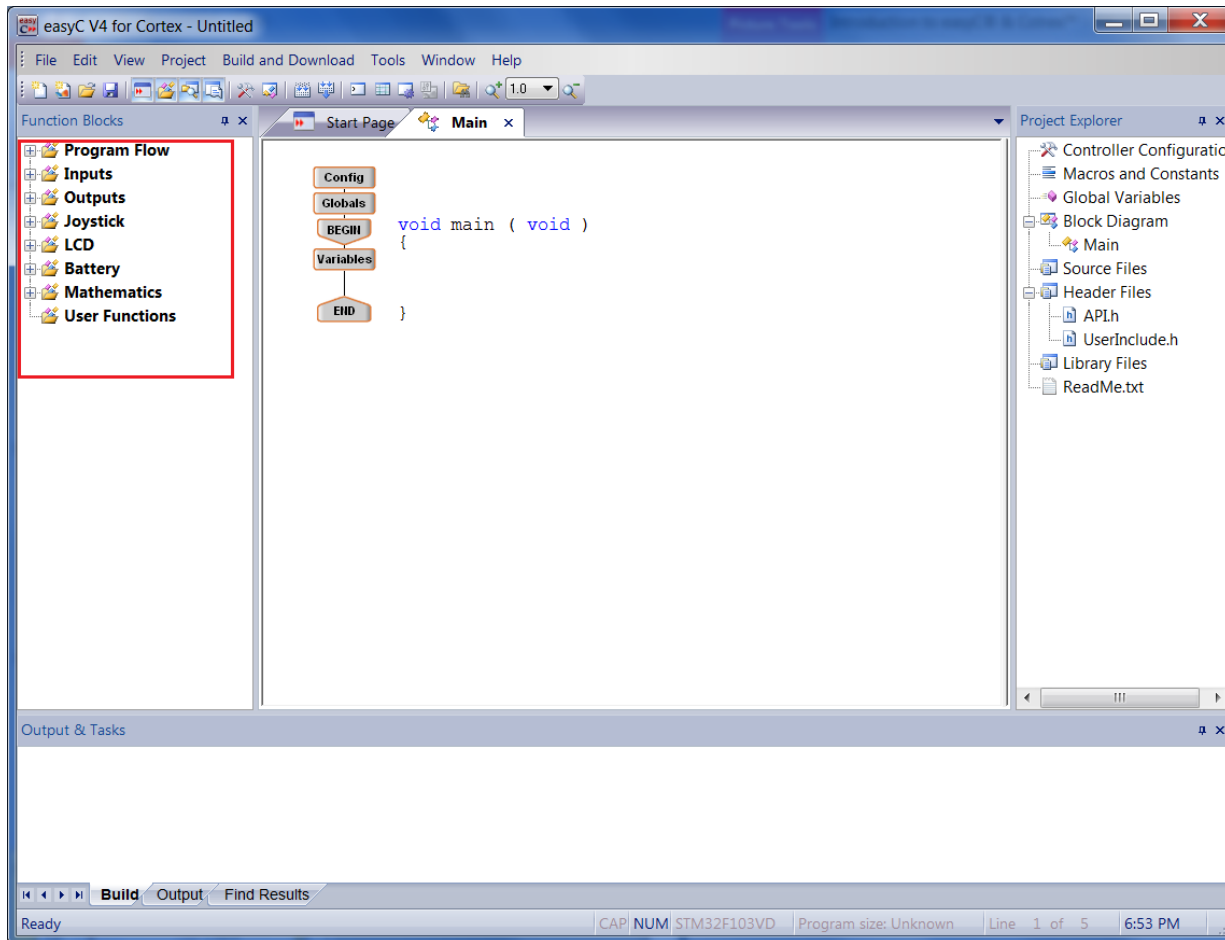 easyC V4 for Cortex - Untitled
File Edit View Project Build and Download Tools Window Help
1.0
Function Blocks
Program Flow
Inputs
Outputs
Joystick
LCD
Battery
Mathematics
User Functions
Start Page Main
Config
Globals
BEGIN
Variables
END
void main ( void )
{
}
Project Explorer
Controller Configuratio
Macros and Constants
Global Variables
Block Diagram
Main
Source Files
Header Files
API.h
UserInclude.h
Library Files
ReadMe.txt
Output & Tasks
Build Output Find Results
Ready CAP NUM STM32F103VD Program size: Unknown Line 1 of 5 6:53 PM